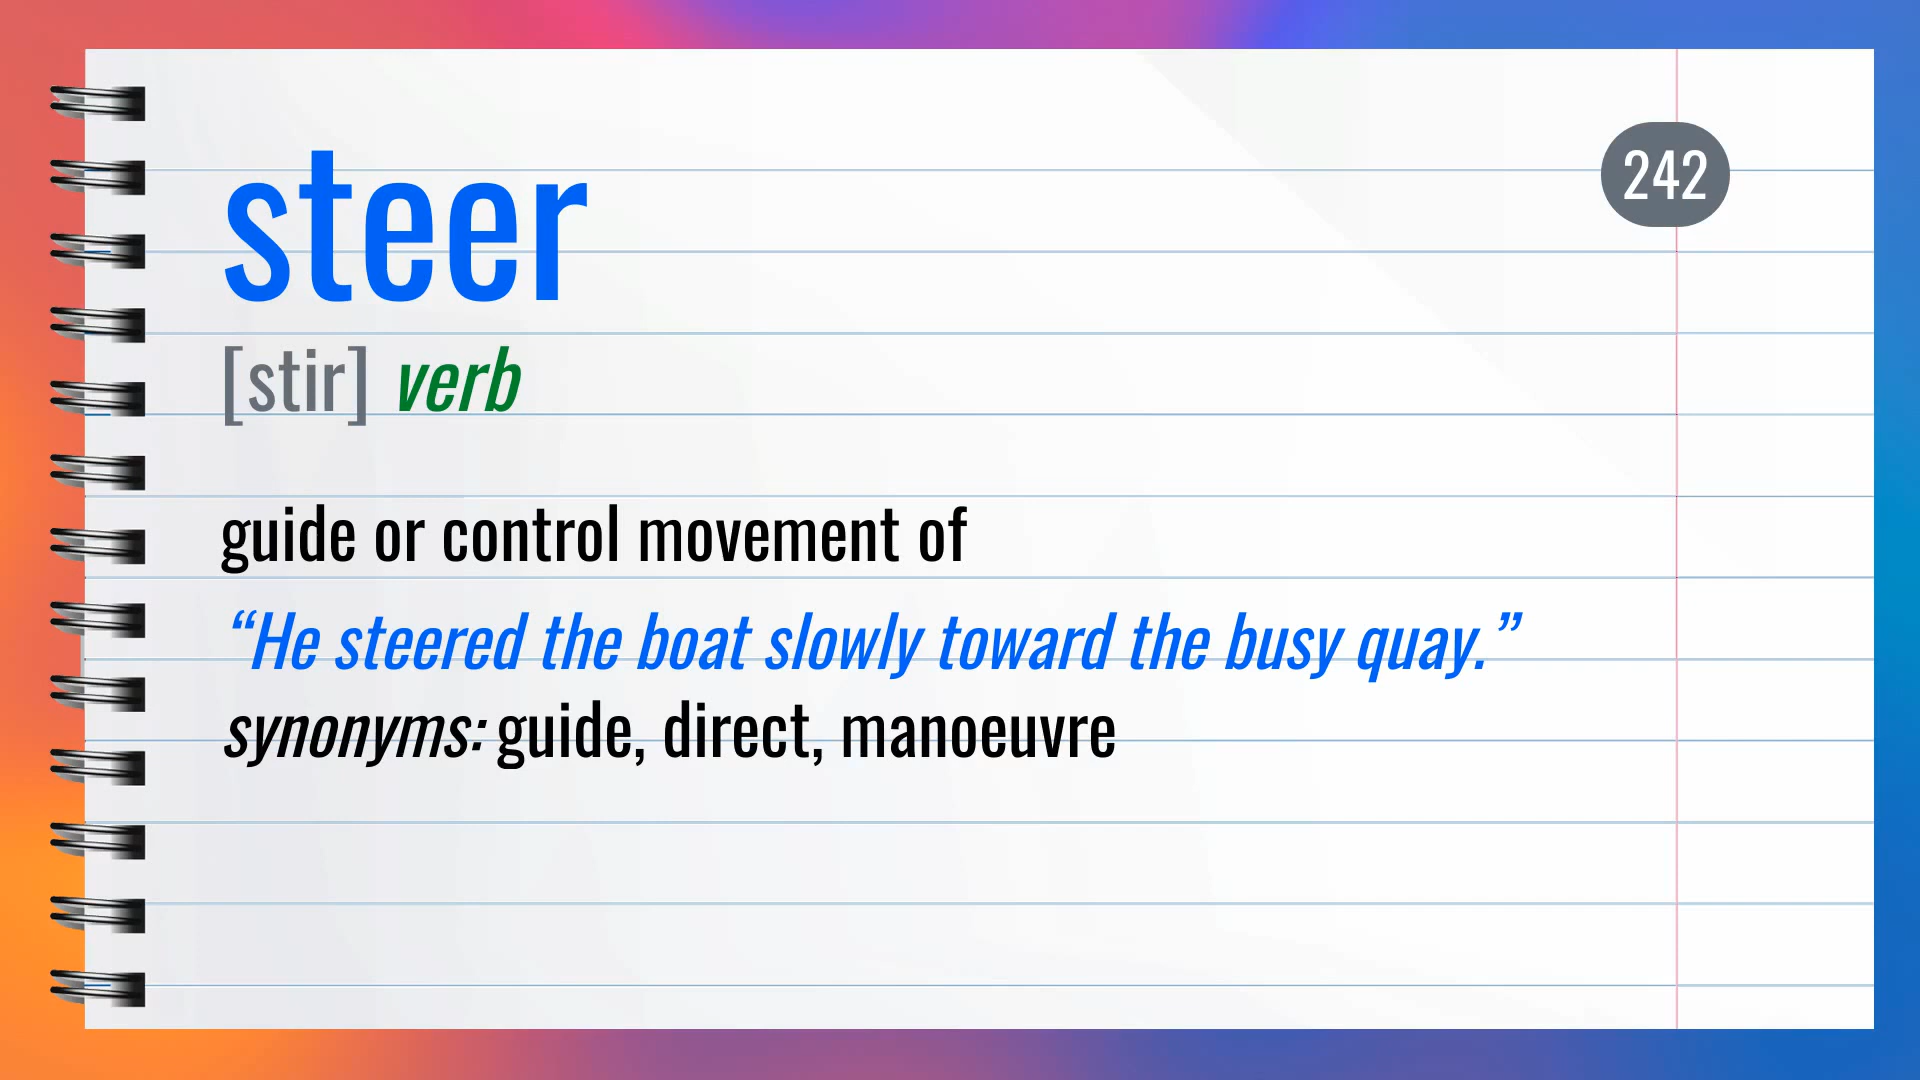 steer
242
[stir] verb
guide or control movement of
“He steered the boat slowly toward the busy quay.”
synonyms: guide, direct, manoeuvre